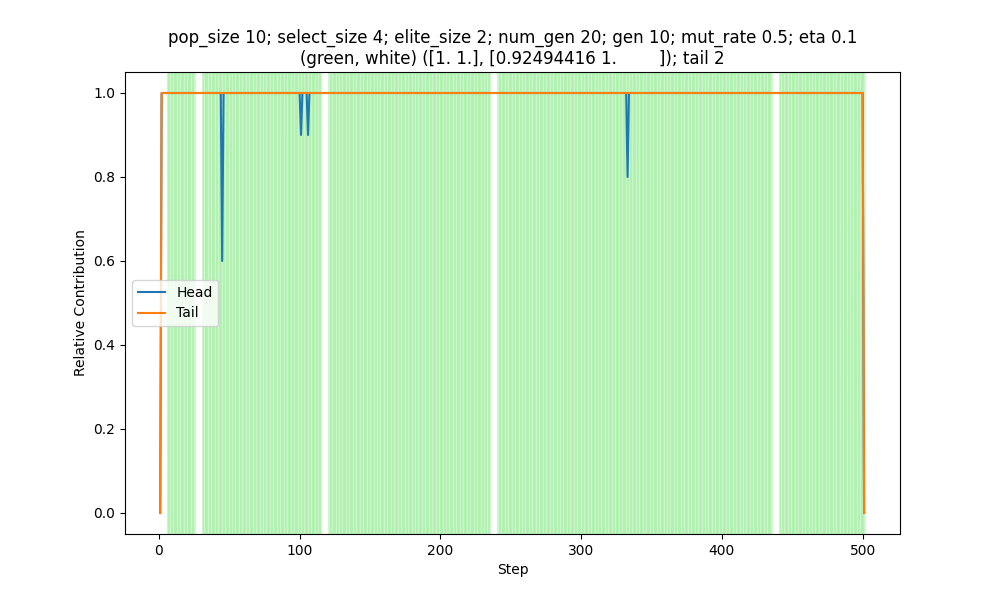 pop_size 10; select_size 4; elite_size 2; num_gen 20; gen 10; mut_rate 0.5; eta 0.1
(green, white) ([1. 1.], [0.92494416 1.         ]); tail 2
1.0
0.8
0.6
0.4
0.2
0.0
Relative Contribution
Head
Tail
0
100
200
300
400
500
Step